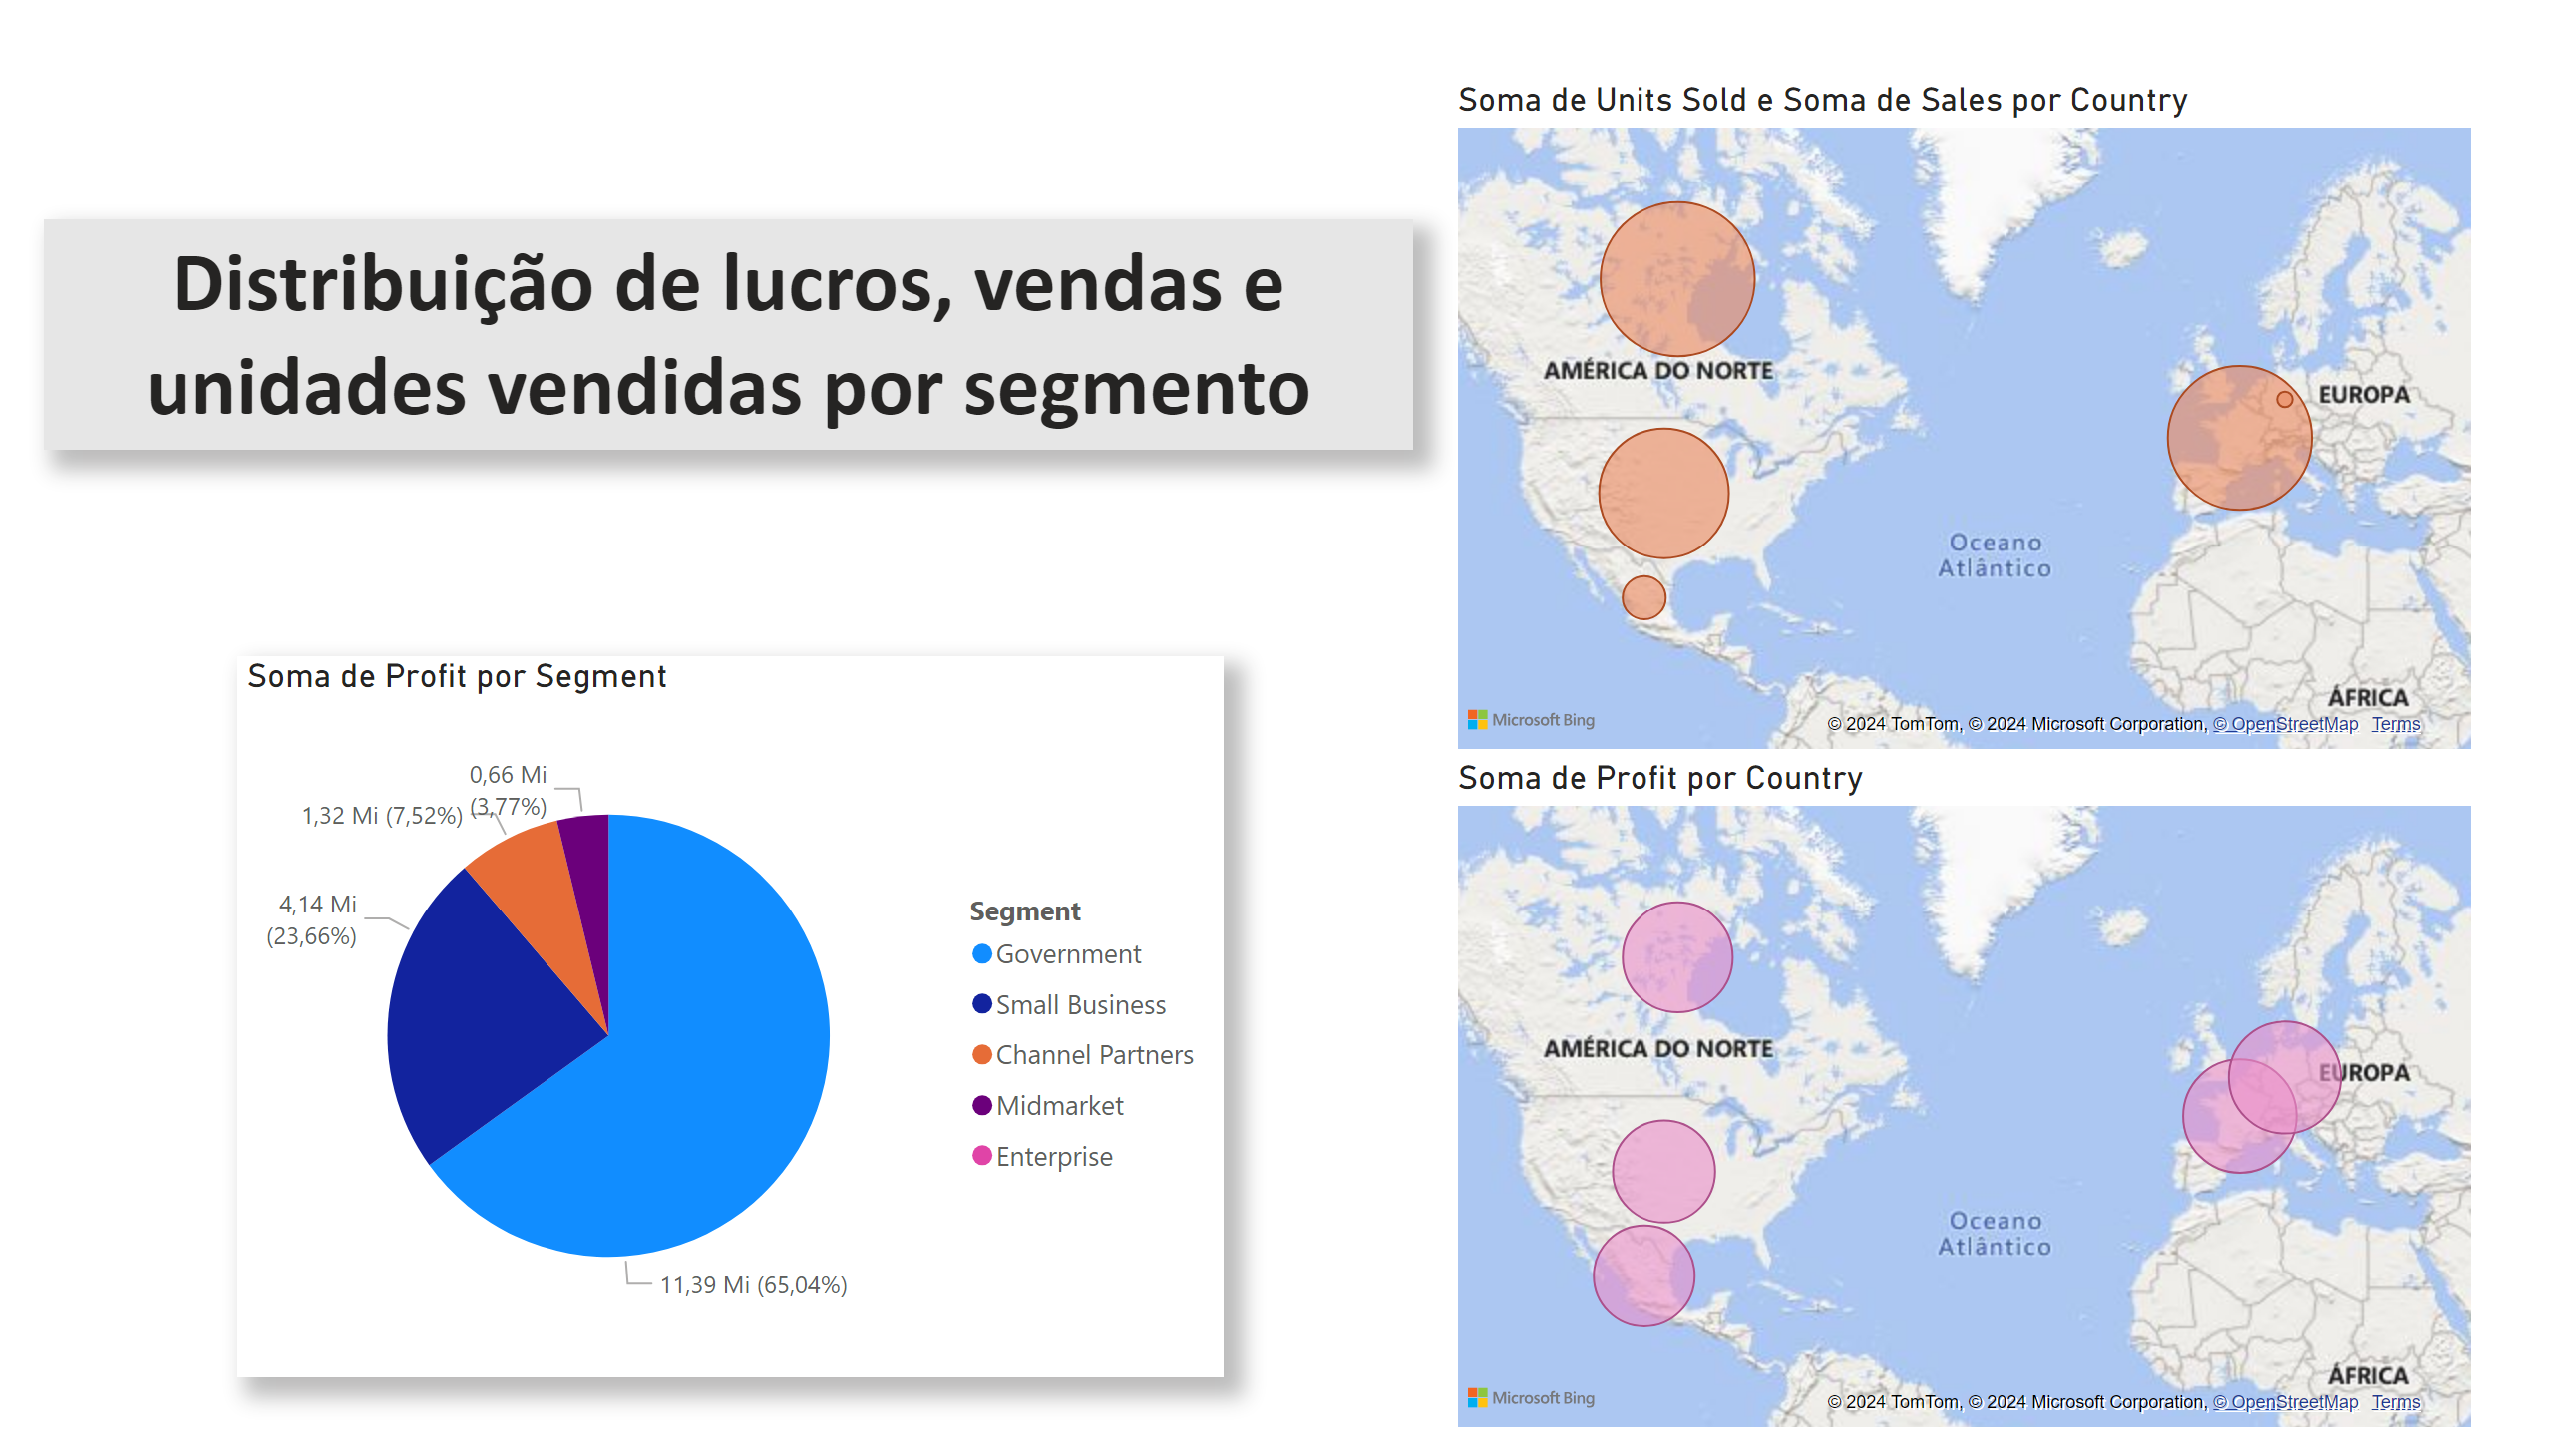 Distribuição de lucros, vendas e
unidades vendidas por segmento
Soma de Profit por Segment
0,66 Mi
(3,77%)
1,32 Mi (7,52%)
4,14 Mi
(23,66%)
11,39 Mi (65,04%)
Segment
Government
Small Business
Channel Partners
Midmarket
Enterprise
Soma de Units Sold e Soma de Sales por Country
AMÉRICA DO NORTE
EUROPA
Oceano
Atlântico
ÁFRICA
Microsoft Bing
© 2024 TomTom, © 2024 Microsoft Corporation, © OpenStreetMap Terms
Soma de Profit por Country
AMÉRICA DO NORTE
EUROPA
Oceano
Atlântico
ÁFRICA
Microsoft Bing
© 2024 TomTom, © 2024 Microsoft Corporation, © OpenStreetMap Terms